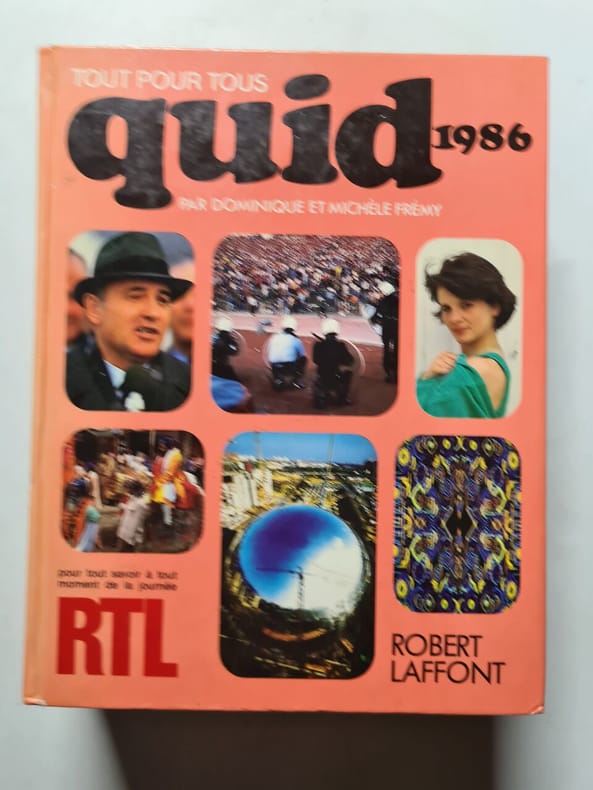 TOUT POUR TOUS
quid 1986
PAR DOMINIQUE ET MICHÈLE FRÉMY
pour tout savoir à tout
moment de la journée
RTL
ROBERT
LAFFONT